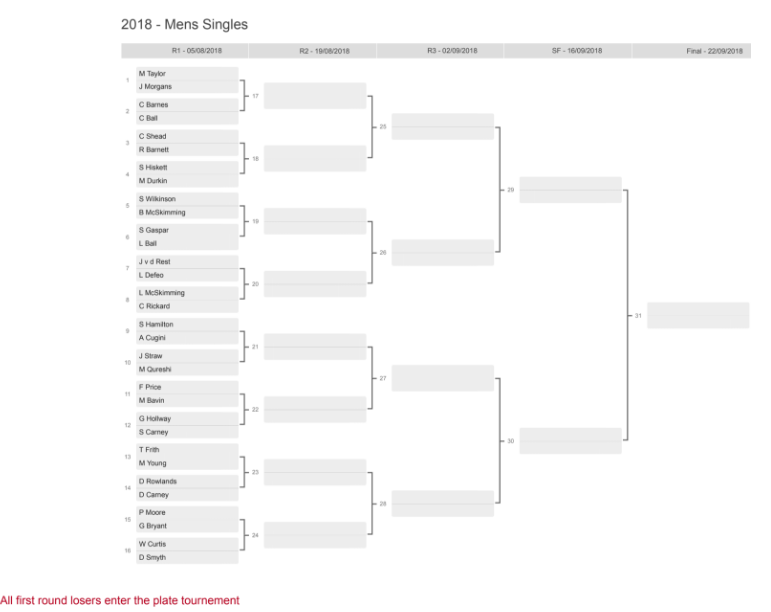 2018 - Mens Singles
R1 - 05/08/2018
R2 - 19/08/2018
R3 - 02/09/2018
SF - 16/09/2018
Final - 22/09/2018
1
M Taylor
J Morgans
2
C Barnes
C Ball
17
3
C Shead
R Barnett
4
S Hiskett
M Durkin
18
25
5
S Wilkinson
B McSkimming
6
S Gaspar
L Ball
19
7
J v d Rest
L Defeo
8
L McSkimming
C Rickard
20
26
29
9
S Hamilton
A Cugini
10
J Straw
M Qureshi
21
11
F Price
M Bavin
12
G Hollway
S Carney
22
27
13
T Frith
M Young
14
D Rowlands
D Carney
23
15
P Moore
G Bryant
16
W Curtis
D Smyth
24
28
30
31
All first round losers enter the plate tournement